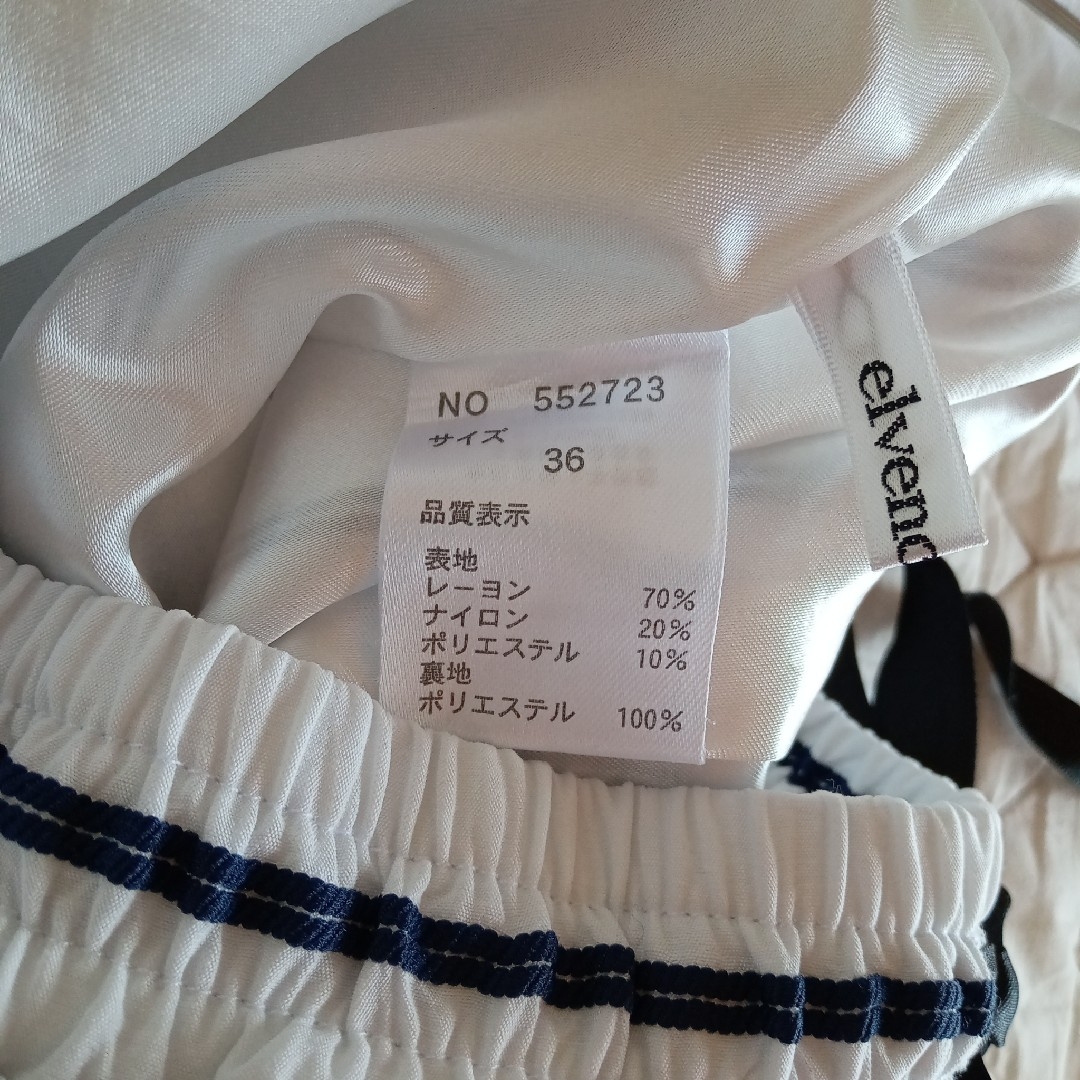 NO 552723
サイズ
36
品質表示
表地
レーヨン 70%
ナイロン 20%
ポリエステル 10%
裏地
ポリエステル 100%